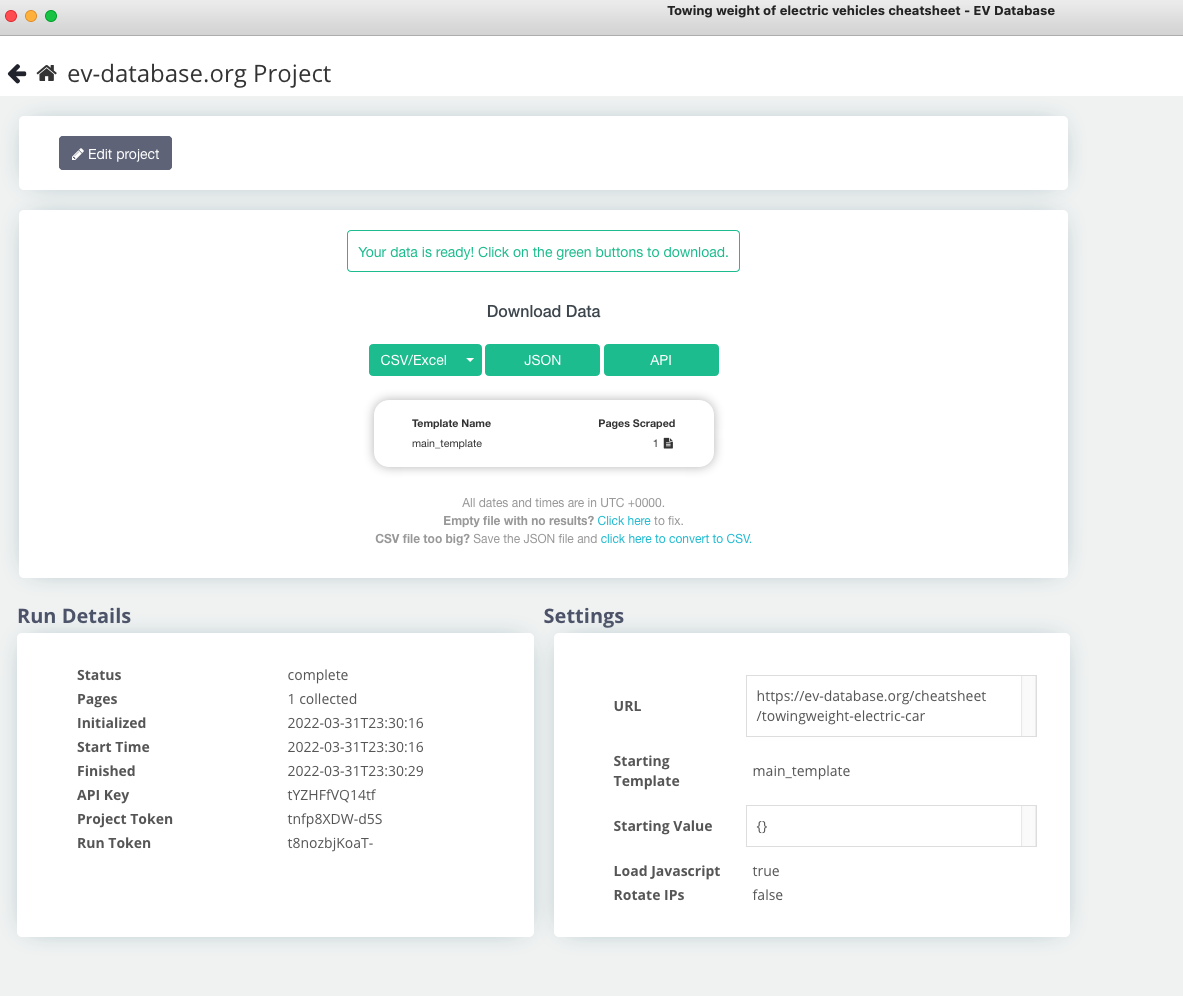 Towing weight of electric vehicles cheatsheet - EV Database
ev-database.org Project
Edit project
Your data is ready! Click on the green buttons to download.
Download Data
CSV/Excel JSON API
Template Name Pages Scraped
main_template 1
All dates and times are in UTC +0000.
Empty file with no results? Click here to fix.
CSV file too big? Save the JSON file and click here to convert to CSV.
Run Details
Status complete
Pages 1 collected
Initialized 2022-03-31T23:30:16
Start Time 2022-03-31T23:30:16
Finished 2022-03-31T23:30:29
API Key tYZHFfVQ14tf
Project Token tnfp8XDW-d5S
Run Token t8nozbjKoaT-
Settings
URL
https://ev-database.org/cheatsheet
/towingweight-electric-car
Starting
Template
main_template
Starting Value {}
Load Javascript true
Rotate IPs false